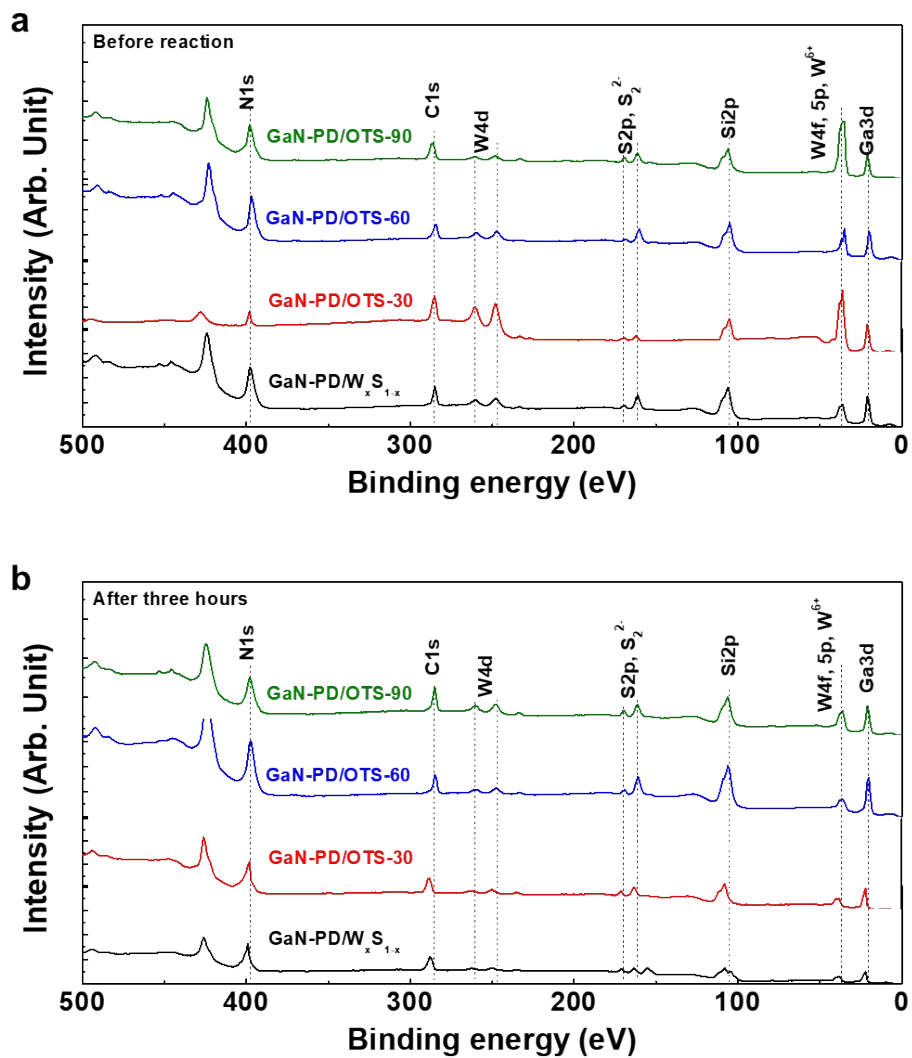 a
Before reaction
N1s
C1s
W4d
S2p, S₂²⁻
Si2p
W4f, 5p, W⁶⁺
Ga3d
GaN-PD/OTS-90
GaN-PD/OTS-60
GaN-PD/OTS-30
GaN-PD/WₓS₁₋ₓ
Intensity (Arb. Unit)
500 400 300 200 100 0
Binding energy (eV)
b
After three hours
N1s
C1s
W4d
S2p, S₂²⁻
Si2p
W4f, 5p, W⁶⁺
Ga3d
GaN-PD/OTS-90
GaN-PD/OTS-60
GaN-PD/OTS-30
GaN-PD/WₓS₁₋ₓ
Intensity (Arb. Unit)
500 400 300 200 100 0
Binding energy (eV)